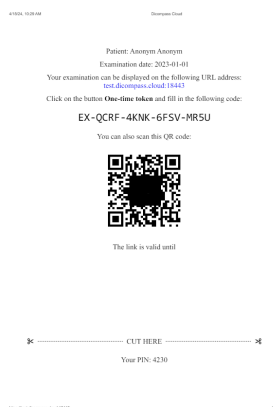 4/15/24, 10:29 AM Dicompass Cloud
Patient: Anonym Anonym
Examination date: 2023-01-01
Your examination can be displayed on the following URL address:
test.dicompass.cloud:18443
Click on the button One-time token and fill in the following code:
EX-QCRF-4KNK-6FSV-MR5U
You can also scan this QR code:
The link is valid until
CUT HERE
Your PIN: 4230